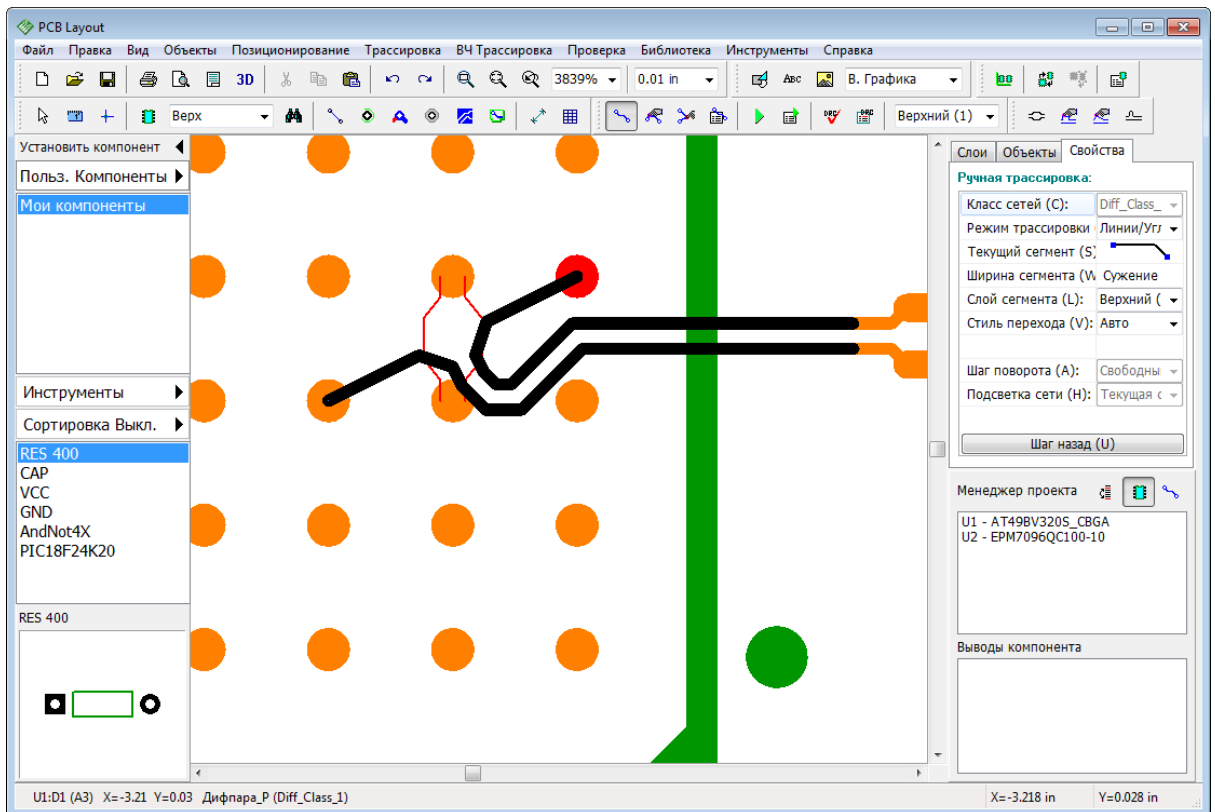 PCB Layout
Файл Правка Вид Объекты Позиционирование Трассировка ВЧ Трассировка Проверка Библиотека Инструменты Справка
3D 3839% 0.01 in ABC В. Графика
Верх DRC Верхний (1)
Установить компонент
Польз. Компоненты
Мои компоненты
Инструменты
Сортировка Выкл.
RES 400
CAP
VCC
GND
AndNot4X
PIC18F24K20
RES 400
Слои Объекты Свойства
Ручная трассировка:
Класс сетей (C): Diff_Class_
Режим трассировки Линии/Угл
Текущий сегмент (S)
Ширина сегмента (W Сужение
Слой сегмента (L): Верхний (
Стиль перехода (V): Авто
Шаг поворота (A): Свободны
Подсветка сети (H): Текущая с
Шаг назад (U)
Менеджер проекта
U1 - AT49BV320S_CBGA
U2 - EPM7096QC100-10
Выводы компонента
U1:D1 (A3) X=-3.21 Y=0.03 Дифпара_P (Diff_Class_1) X=-3.218 in Y=0.028 in